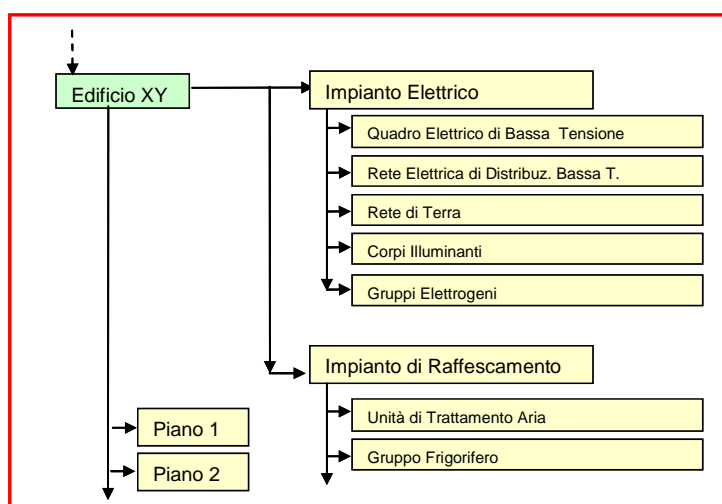 Edificio XY
Impianto Elettrico
Quadro Elettrico di Bassa Tensione
Rete Elettrica di Distribuz. Bassa T.
Rete di Terra
Corpi Illuminanti
Gruppi Elettrogeni
Impianto di Raffescamento
Unità di Trattamento Aria
Gruppo Frigorifero
Piano 1
Piano 2